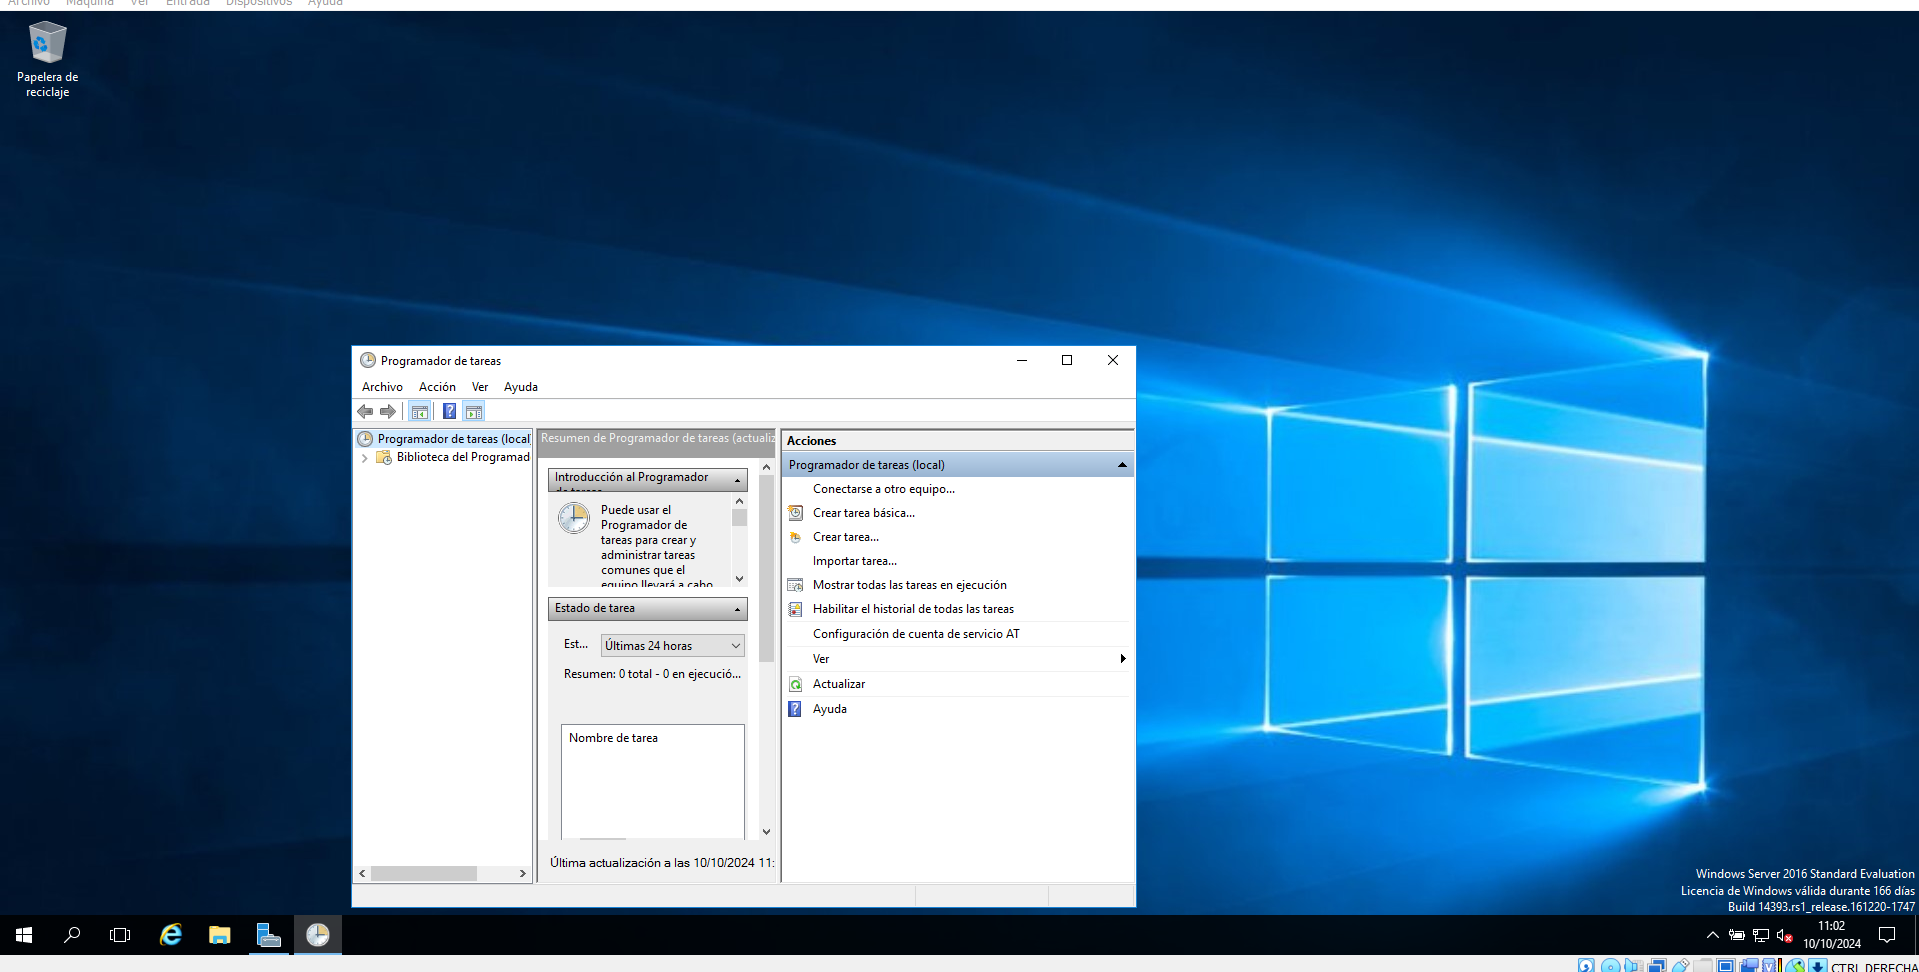 Archivo Máquina Ver Entrada Dispositivos Ayuda
Papelera de
reciclaje
Programador de tareas
Archivo Acción Ver Ayuda
Programador de tareas (local
Biblioteca del Programad
Resumen de Programador de tareas (actualiz
Introducción al Programador
de tareas
Puede usar el
Programador de
tareas para crear y
administrar tareas
comunes que el
equipo llevará a cabo
Estado de tarea
Est... Últimas 24 horas
Resumen: 0 total - 0 en ejecució...
Nombre de tarea
Última actualización a las 10/10/2024 11:
Acciones
Programador de tareas (local)
Conectarse a otro equipo...
Crear tarea básica...
Crear tarea...
Importar tarea...
Mostrar todas las tareas en ejecución
Habilitar el historial de todas las tareas
Configuración de cuenta de servicio AT
Ver
Actualizar
Ayuda
Windows Server 2016 Standard Evaluation
Licencia de Windows válida durante 166 días
Build 14393.rs1_release.161220-1747
11:02
10/10/2024
CTRL DERECHA